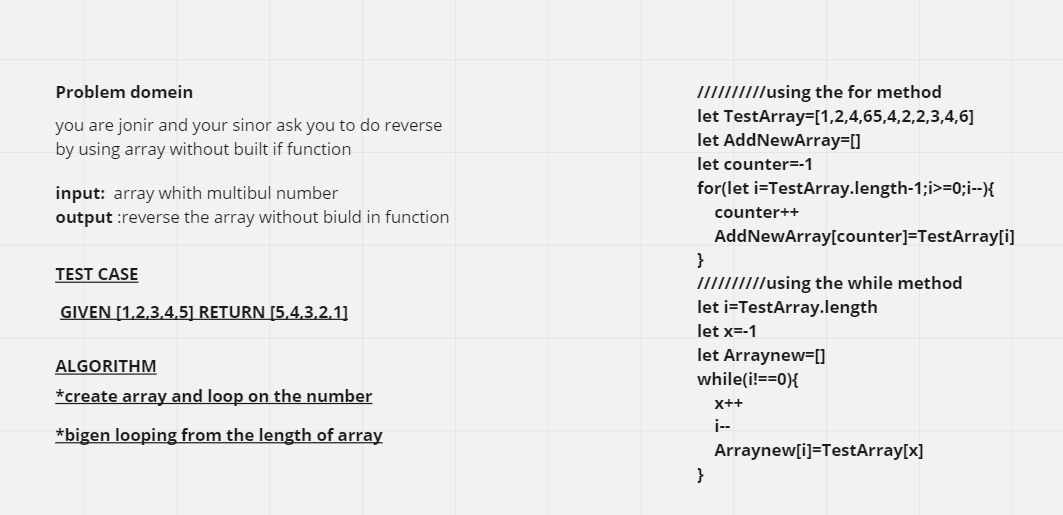 Problem domein
you are jonir and your sinor ask you to do reverse
by using array without built if function
input:  array whith multibul number
output :reverse the array without biuld in function
TEST CASE
GIVEN [1,2,3,4,5] RETURN [5,4,3,2,1]
ALGORITHM
*create array and loop on the number
*bigen looping from the length of array
//////////using the for method
let TestArray=[1,2,4,65,4,2,2,3,4,6]
let AddNewArray=[]
let counter=-1
for(let i=TestArray.length-1;i>=0;i--){
    counter++
    AddNewArray[counter]=TestArray[i]
}
//////////using the while method
let i=TestArray.length
let x=-1
let Arraynew=[]
while(i!==0){
    x++
    i--
    Arraynew[i]=TestArray[x]
}